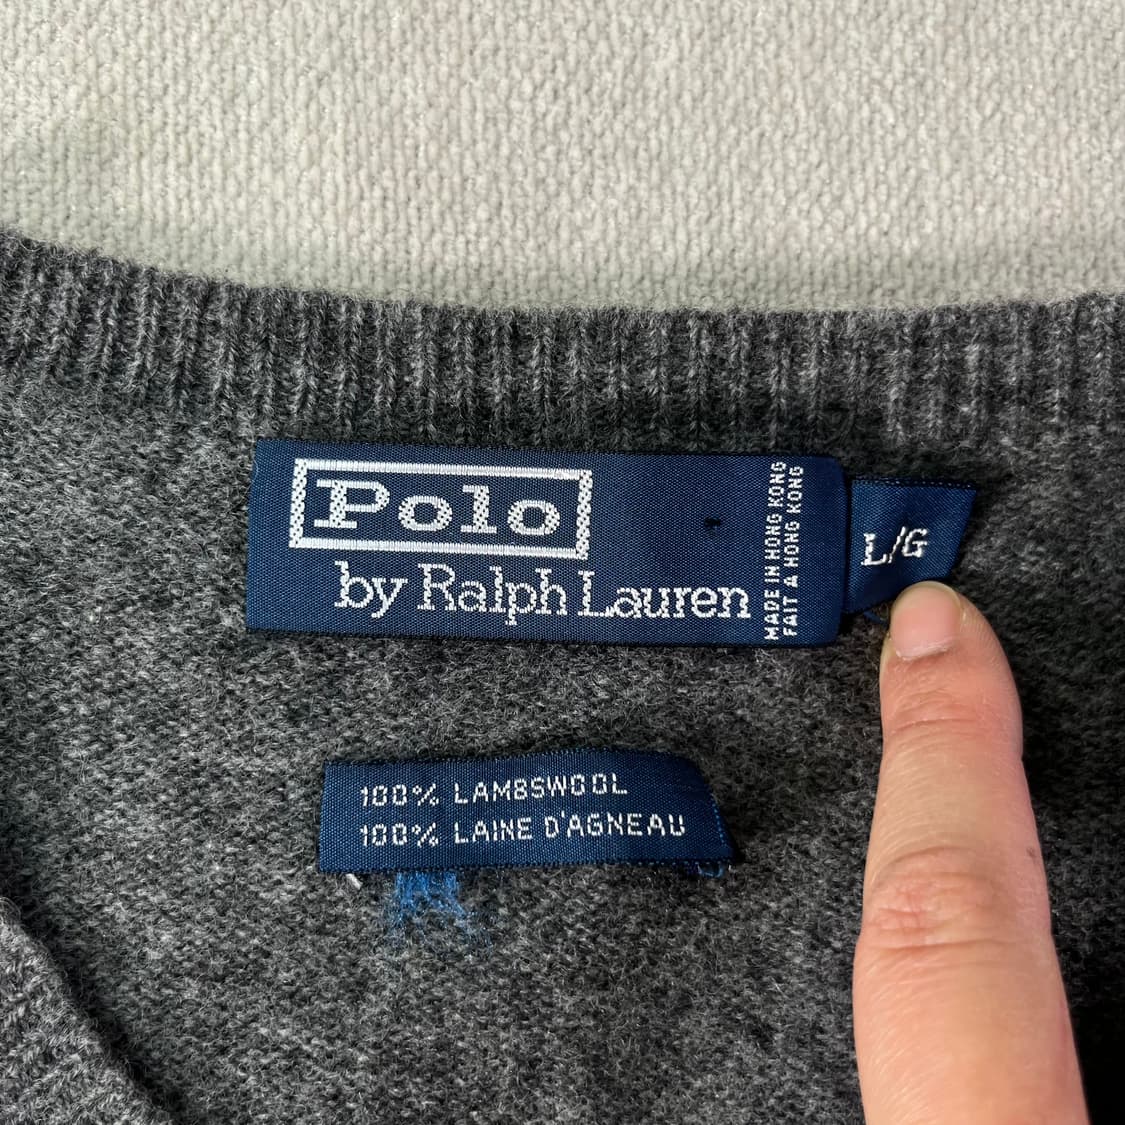 Polo
by Ralph Lauren
MADE IN HONG KONG
FAIT A HONG KONG
L/G
100% LAMBSWOOL
100% LAINE D'AGNEAU